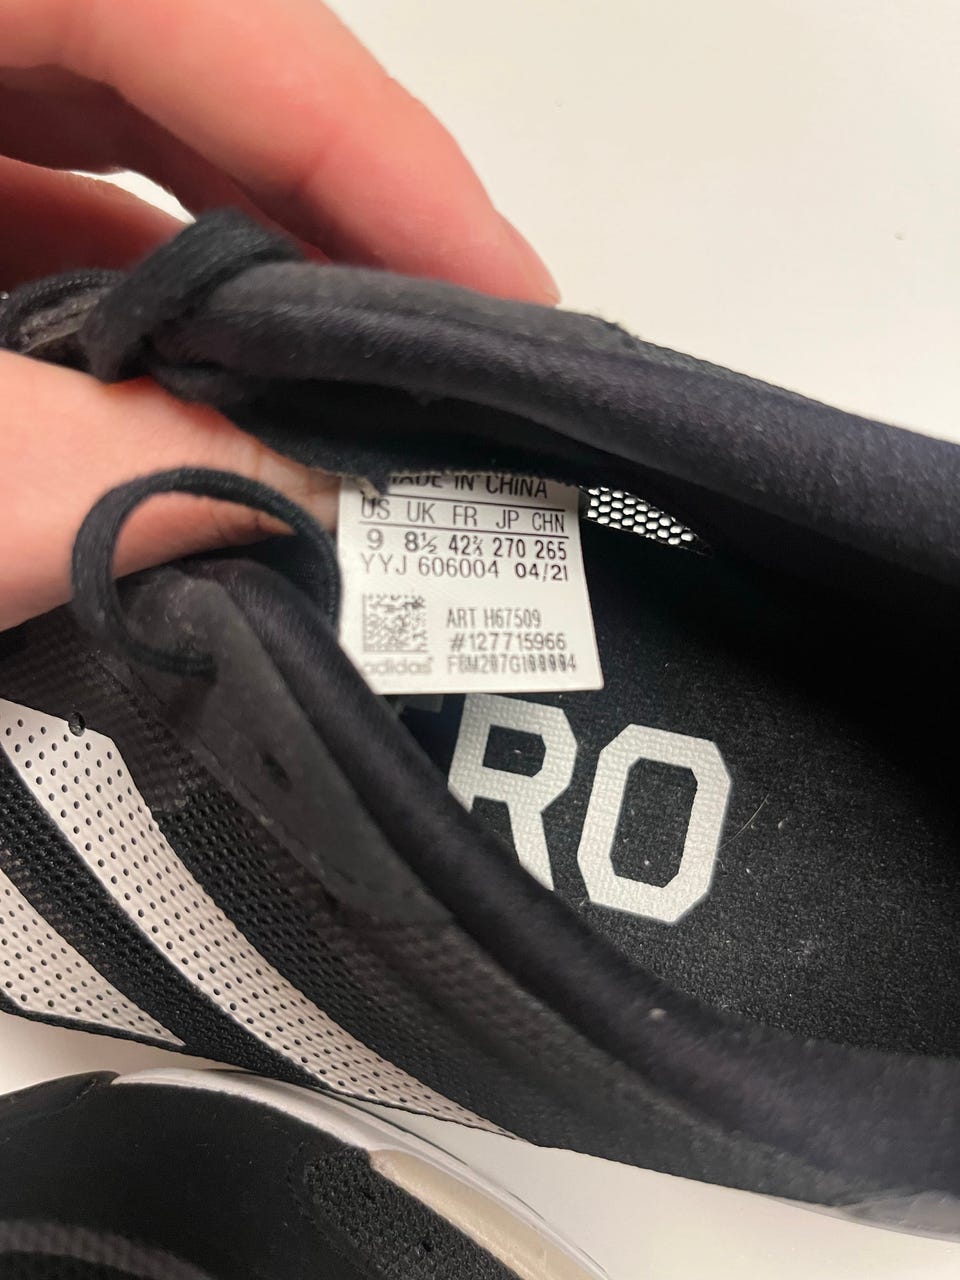 MADE IN CHINA
US UK FR JP CHN
9 8½ 42⅔ 270 265
YYJ 606004 04/21
ART H67509
#127715966
adidas
RO